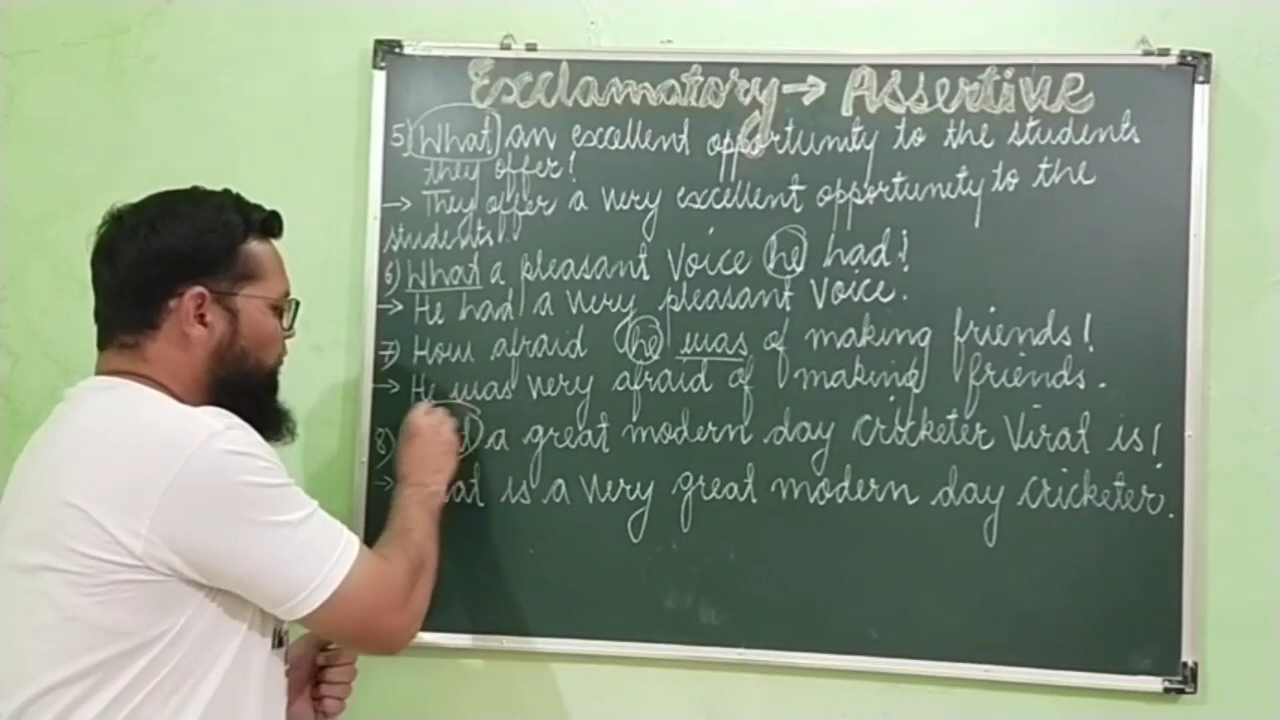 Exclamatory → Assertive
5) What an excellent opportunity to the students
they offer!
→ They offer a very excellent opportunity to the
students.
6) What a pleasant voice he had!
→ He had a very pleasant voice.
7) How afraid he was of making friends!
→ He was very afraid of making friends.
8) a great modern day cricketer Virat is!
→ is a very great modern day cricketer.